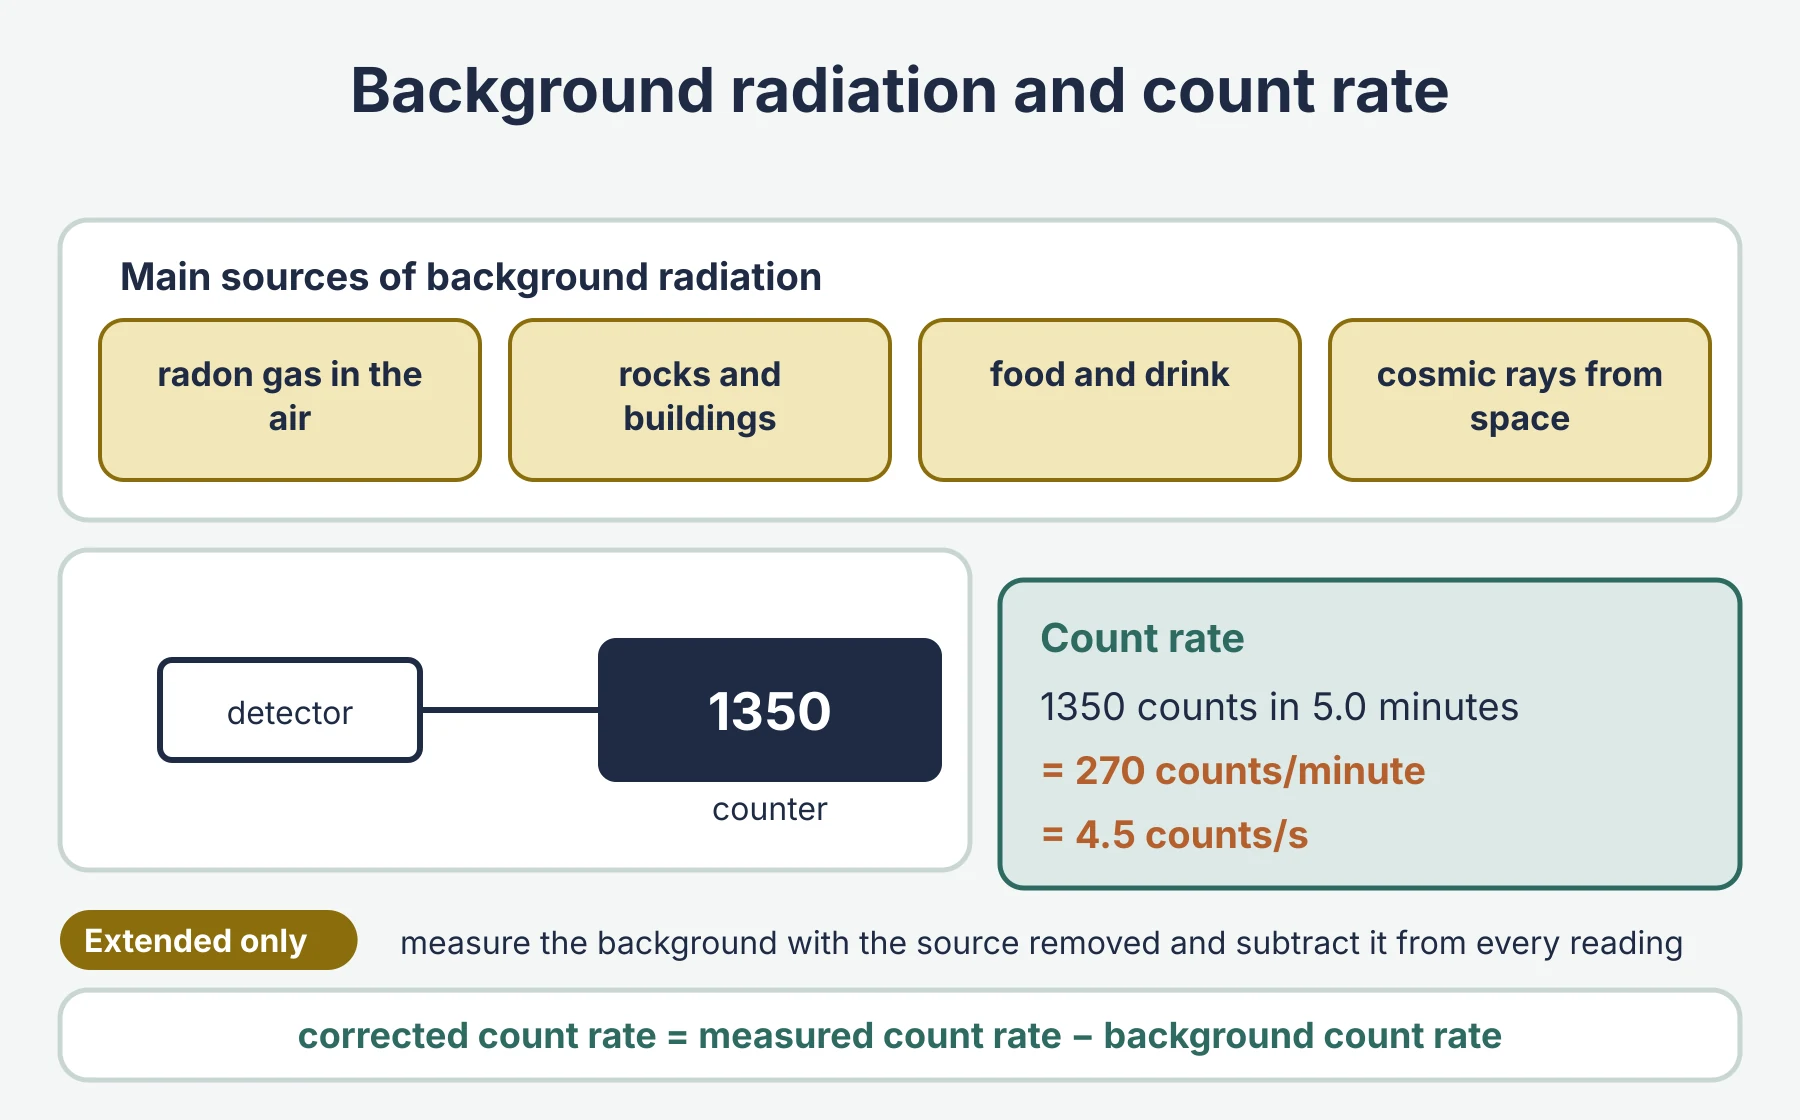 Background radiation and count rate
Main sources of background radiation
radon gas in the
air
rocks and
buildings
food and drink
cosmic rays from
space
detector
1350
counter
Count rate
1350 counts in 5.0 minutes
= 270 counts/minute
= 4.5 counts/s
Extended only
measure the background with the source removed and subtract it from every reading
corrected count rate = measured count rate − background count rate